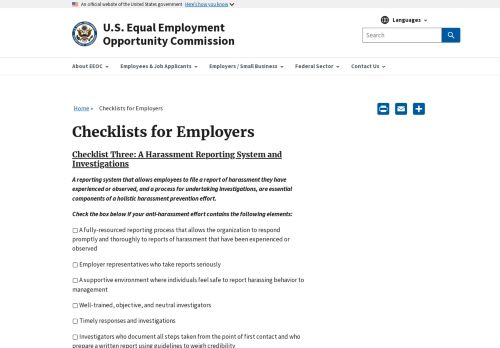 An official website of the United States government Here's how you know
U.S. Equal Employment
Opportunity Commission
Languages
Search
About EEOC
Employees & Job Applicants
Employers / Small Business
Federal Sector
Contact Us
Home » Checklists for Employers
Checklists for Employers
Checklist Three: A Harassment Reporting System and
Investigations
A reporting system that allows employees to file a report of harassment they have
experienced or observed, and a process for undertaking investigations, are essential
components of a holistic harassment prevention effort.
Check the box below if your anti-harassment effort contains the following elements:
☐ A fully-resourced reporting process that allows the organization to respond
promptly and thoroughly to reports of harassment that have been experienced or
observed
☐ Employer representatives who take reports seriously
☐ A supportive environment where individuals feel safe to report harassing behavior to
management
☐ Well-trained, objective, and neutral investigators
☐ Timely responses and investigations
☐ Investigators who document all steps taken from the point of first contact and who
prepare a written report using guidelines to weigh credibility